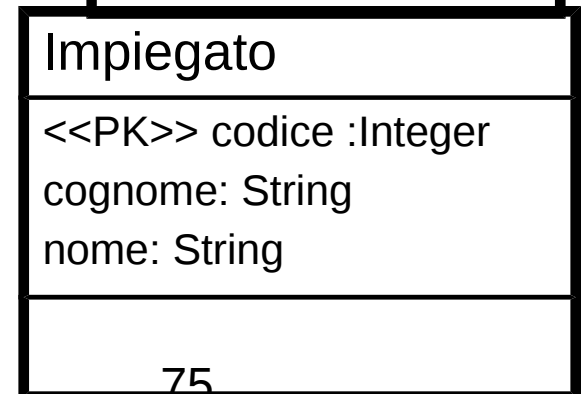 Impiegato
<<PK>> codice :Integer
cognome: String
nome: String
75